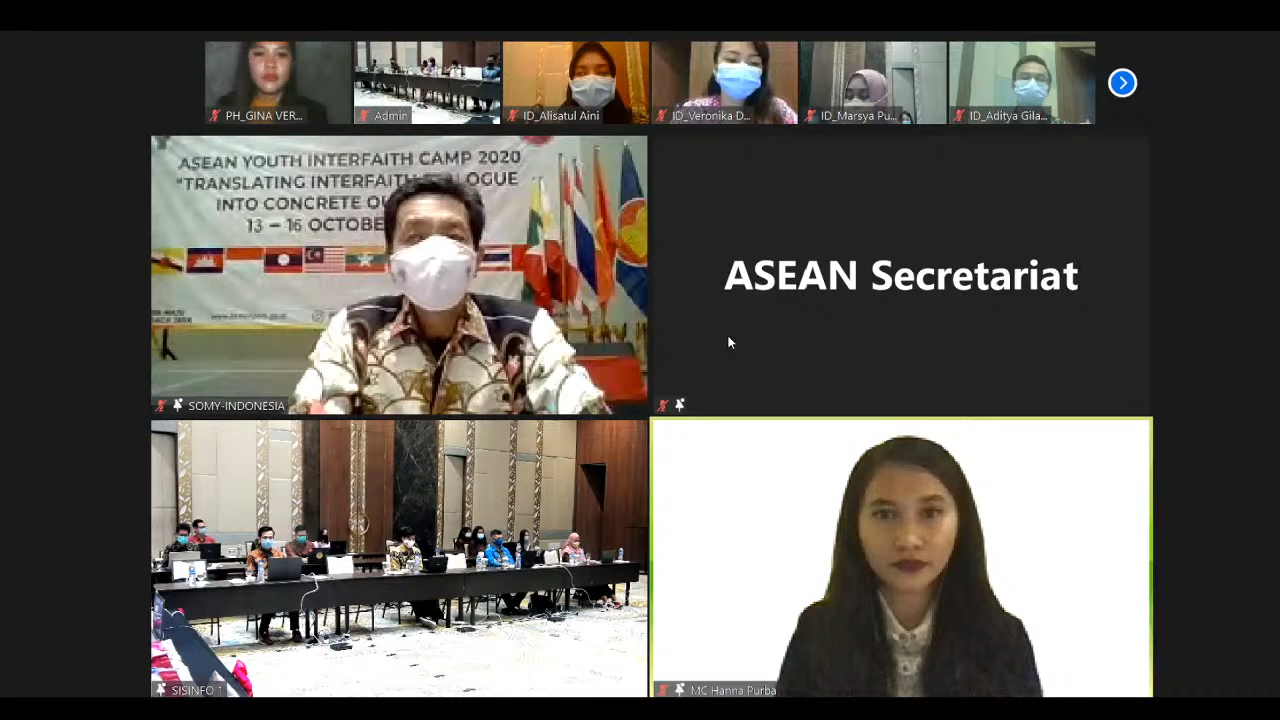 PH_GINA VER...
Admin
ID_Alisatul Aini
ID_Veronika D...
ID_Marsya Pu...
ID_Aditya Gila...
ASEAN YOUTH INTERFAITH CAMP 2020
"TRANSLATING INTERFAITH
INTO CONCRETE
13 – 16
SOMY-INDONESIA
ASEAN Secretariat
SISINFO 1
MC Hanna Purba